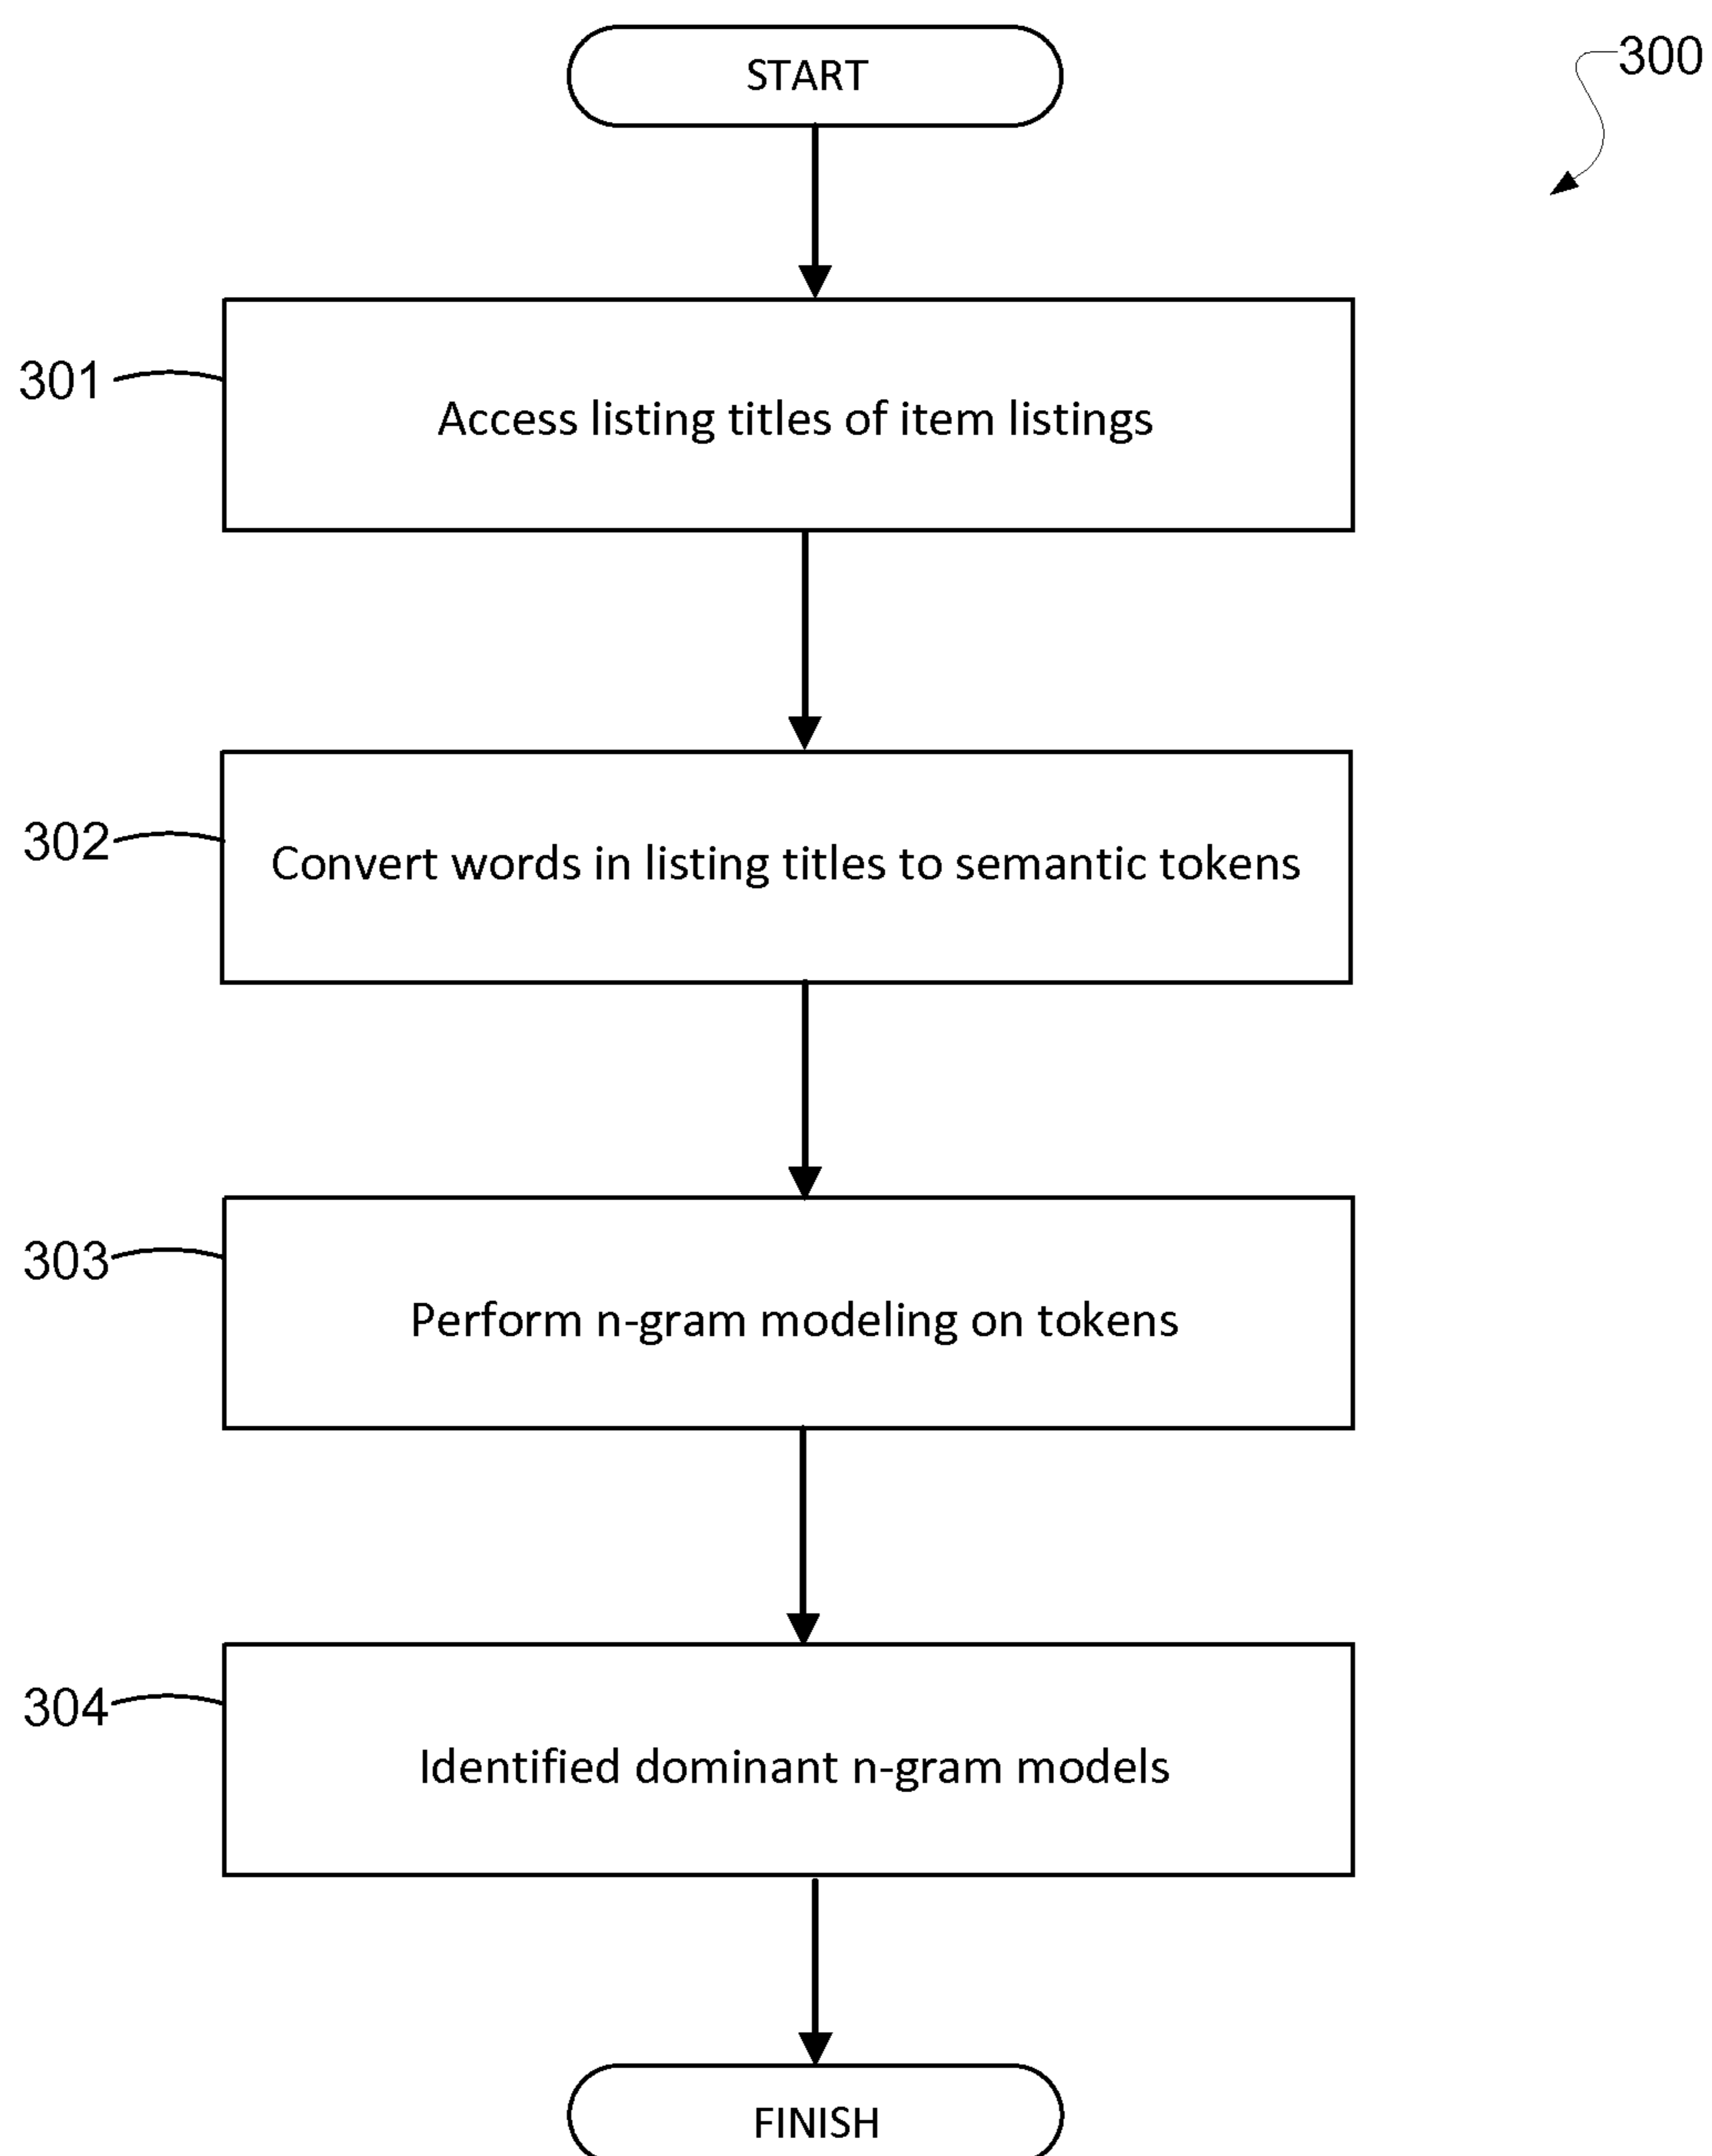 START
300
301
Access listing titles of item listings
302
Convert words in listing titles to semantic tokens
303
Perform n-gram modeling on tokens
304
Identified dominant n-gram models
FINISH